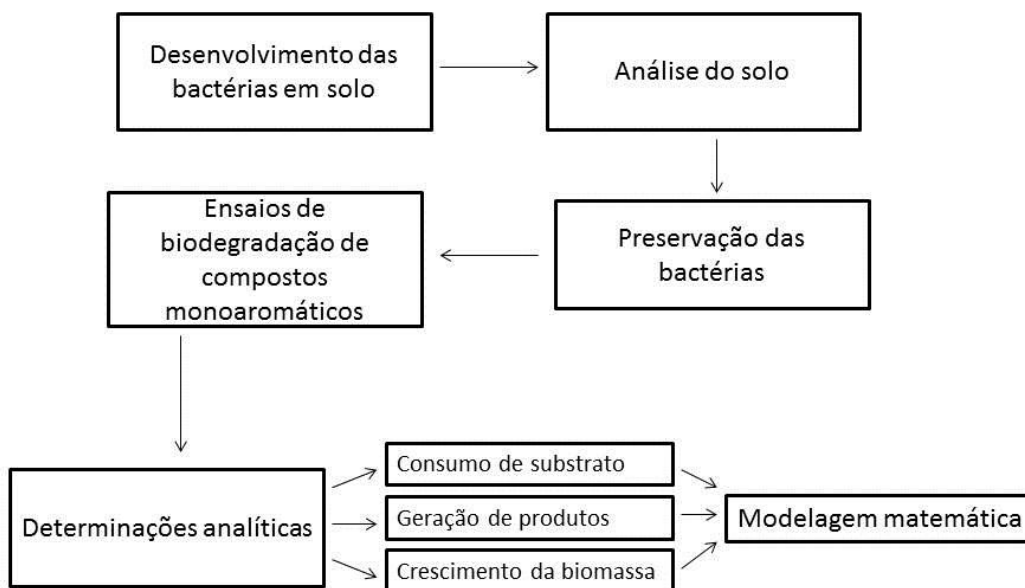 Desenvolvimento das
bactérias em solo
Análise do solo
Preservação das
bactérias
Ensaios de
biodegradação de
compostos
monoaromáticos
Determinações analíticas
Consumo de substrato
Geração de produtos
Crescimento da biomassa
Modelagem matemática